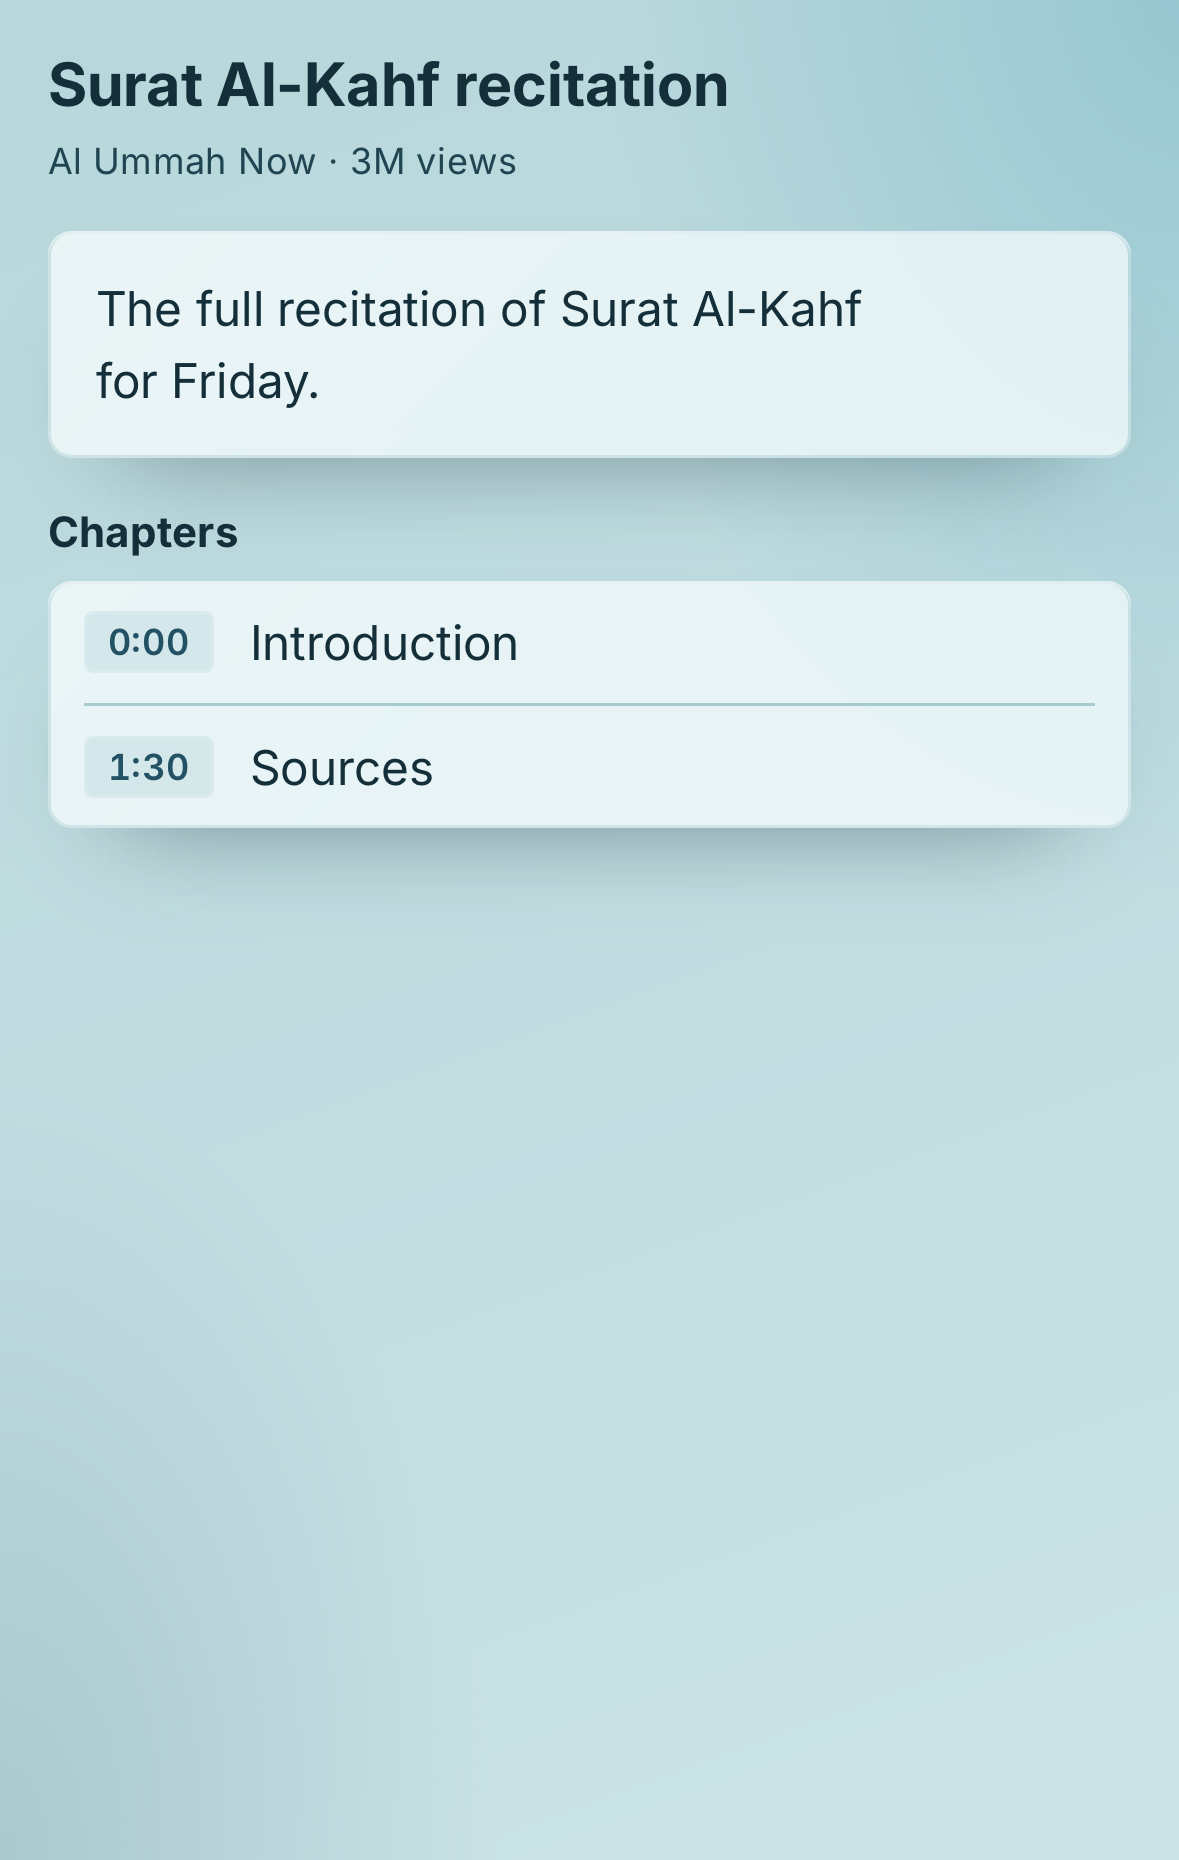 Surat Al-Kahf recitation
Al Ummah Now · 3M views
The full recitation of Surat Al-Kahf
for Friday.
Chapters
0:00 Introduction
1:30 Sources